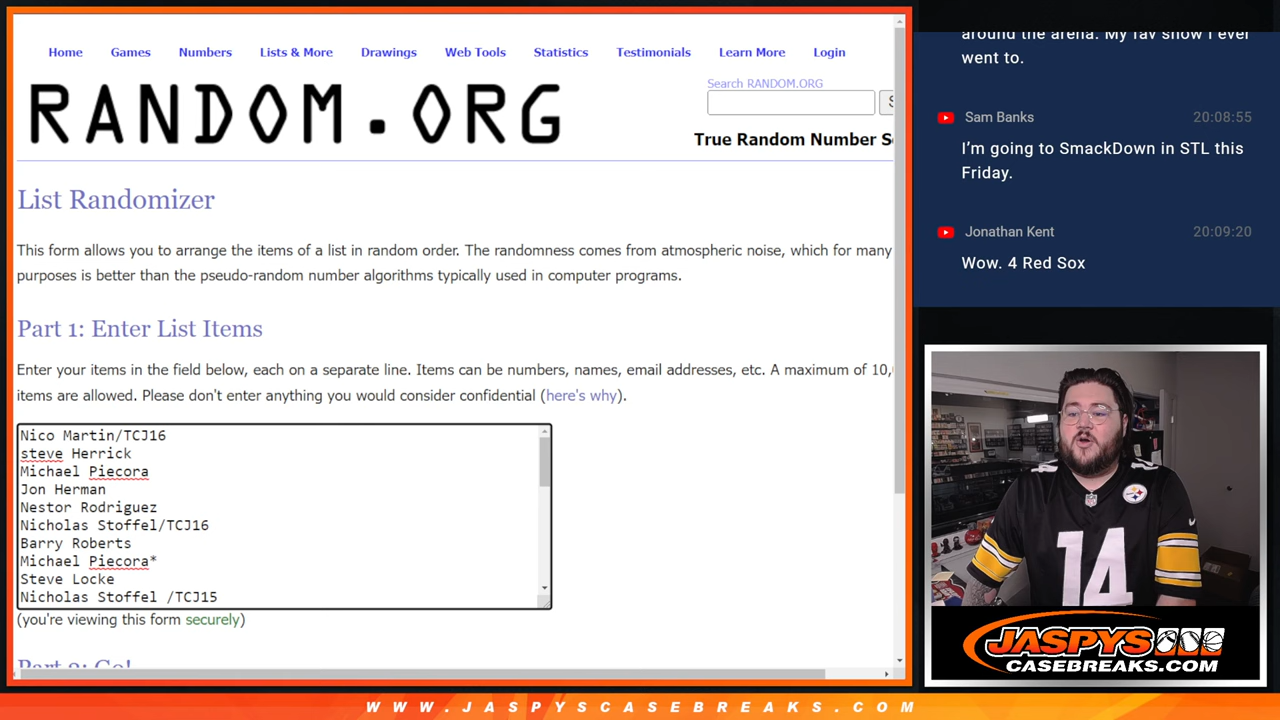 Home Games Numbers Lists & More Drawings Web Tools Statistics Testimonials Learn More Login
RANDOM.ORG
Search RANDOM.ORG
True Random Number
List Randomizer
This form allows you to arrange the items of a list in random order. The randomness comes from atmospheric noise, which for many
purposes is better than the pseudo-random number algorithms typically used in computer programs.
Part 1: Enter List Items
Enter your items in the field below, each on a separate line. Items can be numbers, names, email addresses, etc. A maximum of 10,
items are allowed. Please don't enter anything you would consider confidential (here's why).
Nico Martin/TCJ16
steve Herrick
Michael Piecora
Jon Herman
Nestor Rodriguez
Nicholas Stoffel/TCJ16
Barry Roberts
Michael Piecora*
Steve Locke
Nicholas Stoffel /TCJ15
(you're viewing this form securely)
Part 2: Go!
around the arena. My fav show I ever
went to.
Sam Banks 20:08:55
I'm going to SmackDown in STL this
Friday.
Jonathan Kent 20:09:20
Wow. 4 Red Sox
14
JASPYS
CASEBREAKS.COM
WWW.JASPYSCASEBREAKS.COM